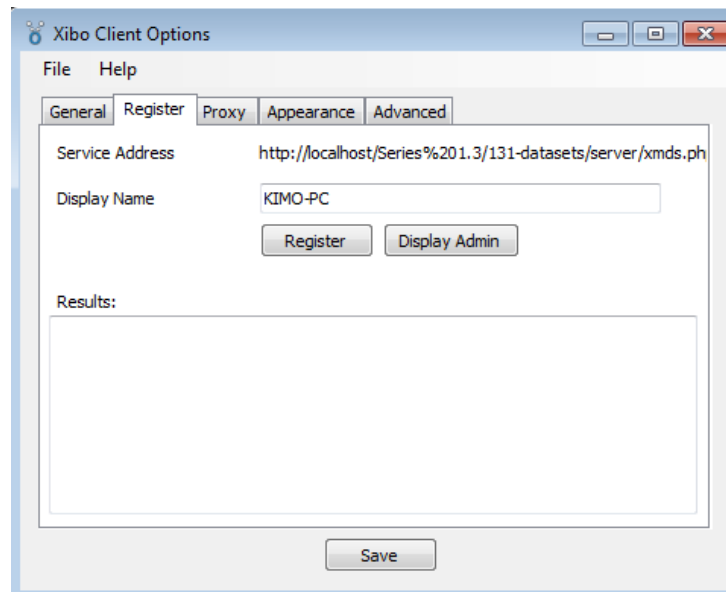 Xibo Client Options
File Help
General Register Proxy Appearance Advanced
Service Address http://localhost/Series%201.3/131-datasets/server/xmds.ph
Display Name KIMO-PC
Register Display Admin
Results:
Save